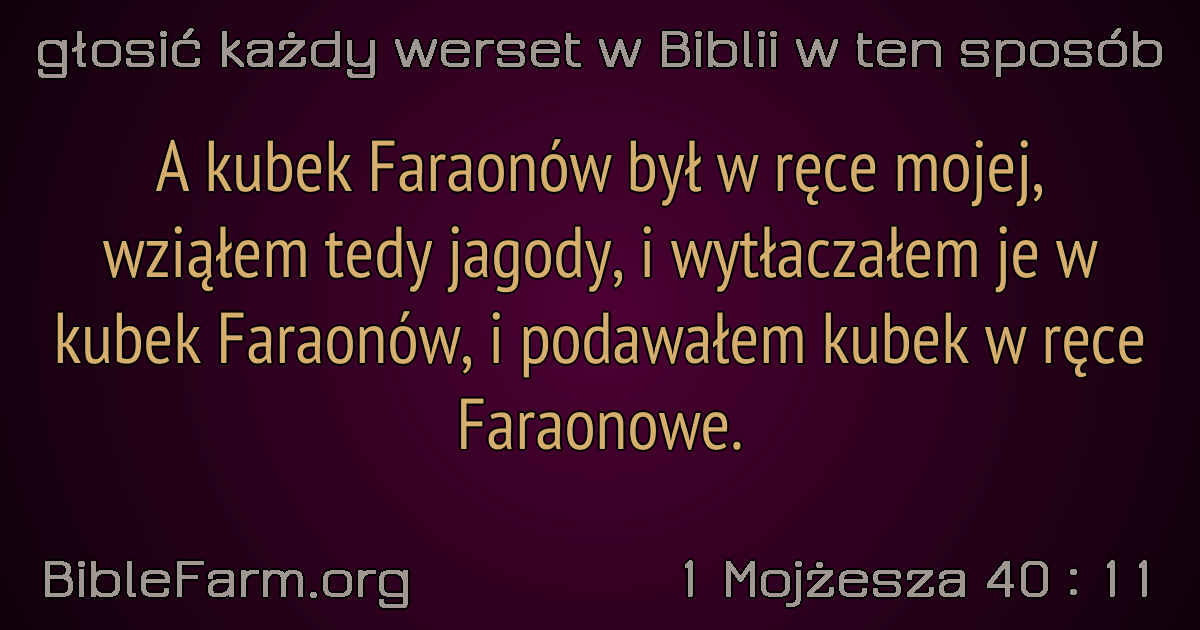 głosić każdy werset w Biblii w ten sposób
A kubek Faraonów był w ręce mojej,
wziąłem tedy jagody, i wytłaczałem je w
kubek Faraonów, i podawałem kubek w ręce
Faraonowe.
BibleFarm.org
1 Mojżesza 40 : 11